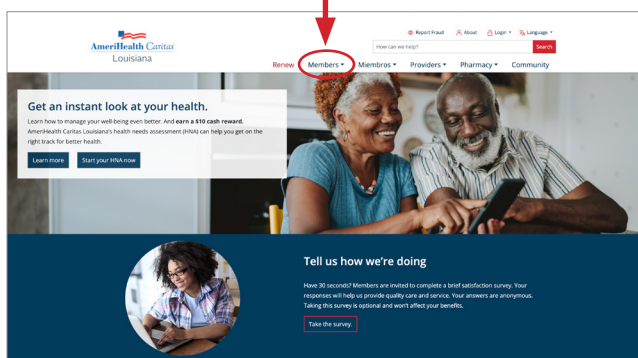 Report Fraud About Login Language
AmeriHealth Caritas
Louisiana
How can we help? Search
Renew Members Miembros Providers Pharmacy Community
Get an instant look at your health.
Learn how to manage your well-being even better. And earn a $10 cash reward.
AmeriHealth Caritas Louisiana's health needs assessment (HNA) can help you get on the
right track for better health.
Learn more Start your HNA now
Tell us how we're doing
Have 30 seconds? Members are invited to complete a brief satisfaction survey. Your
responses will help us provide quality care and service. Your answers are anonymous.
Taking this survey is optional and won't affect your benefits.
Take the survey.